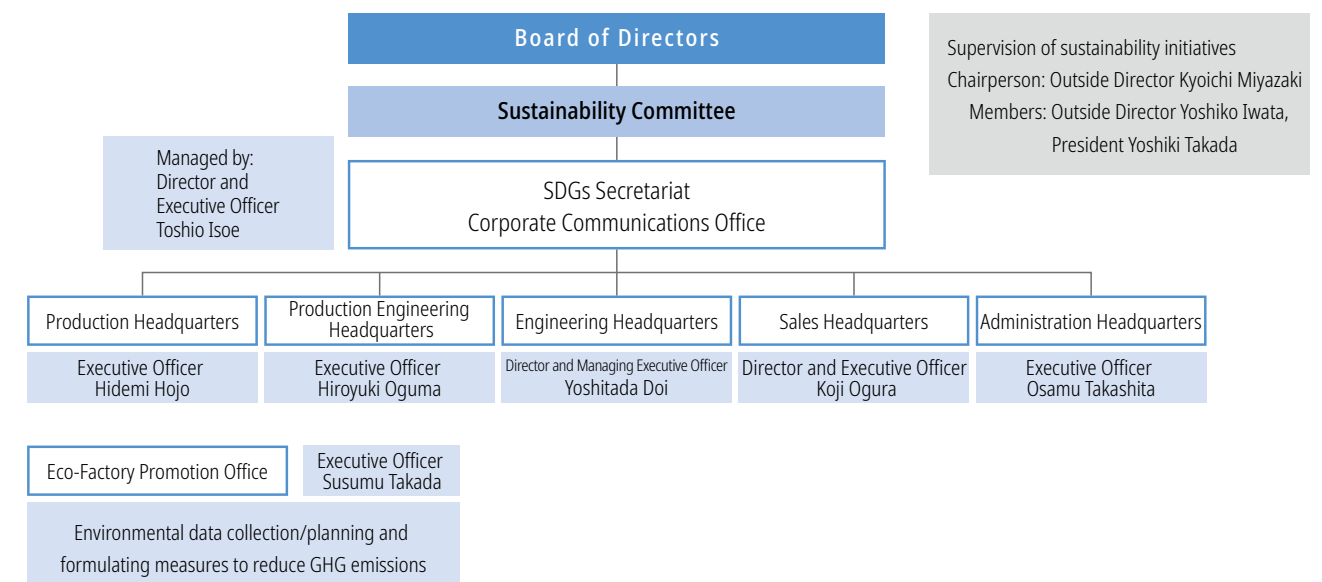 Board of Directors
Supervision of sustainability initiatives
Chairperson: Outside Director Kyoichi Miyazaki
Members: Outside Director Yoshiko Iwata,
President Yoshiki Takada
Sustainability Committee
Managed by:
Director and
Executive Officer
Toshio Isoe
SDGs Secretariat
Corporate Communications Office
Production Headquarters
Executive Officer
Hidemi Hojo
Production Engineering
Headquarters
Executive Officer
Hiroyuki Oguma
Engineering Headquarters
Director and Managing Executive Officer
Yoshitada Doi
Sales Headquarters
Director and Executive Officer
Koji Ogura
Administration Headquarters
Executive Officer
Osamu Takashita
Eco-Factory Promotion Office
Executive Officer
Susumu Takada
Environmental data collection/planning and
formulating measures to reduce GHG emissions